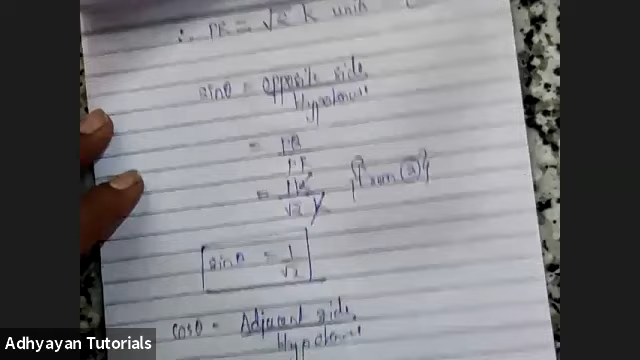 ∴ PR = √2 k unit
sinθ = opposite side / Hypotenuse
= PQ / PR
= 1k / √2 k [from (2)]
sinθ = 1/√2
cosθ = Adjacent side / Hypotenuse
Adhyayan Tutorials